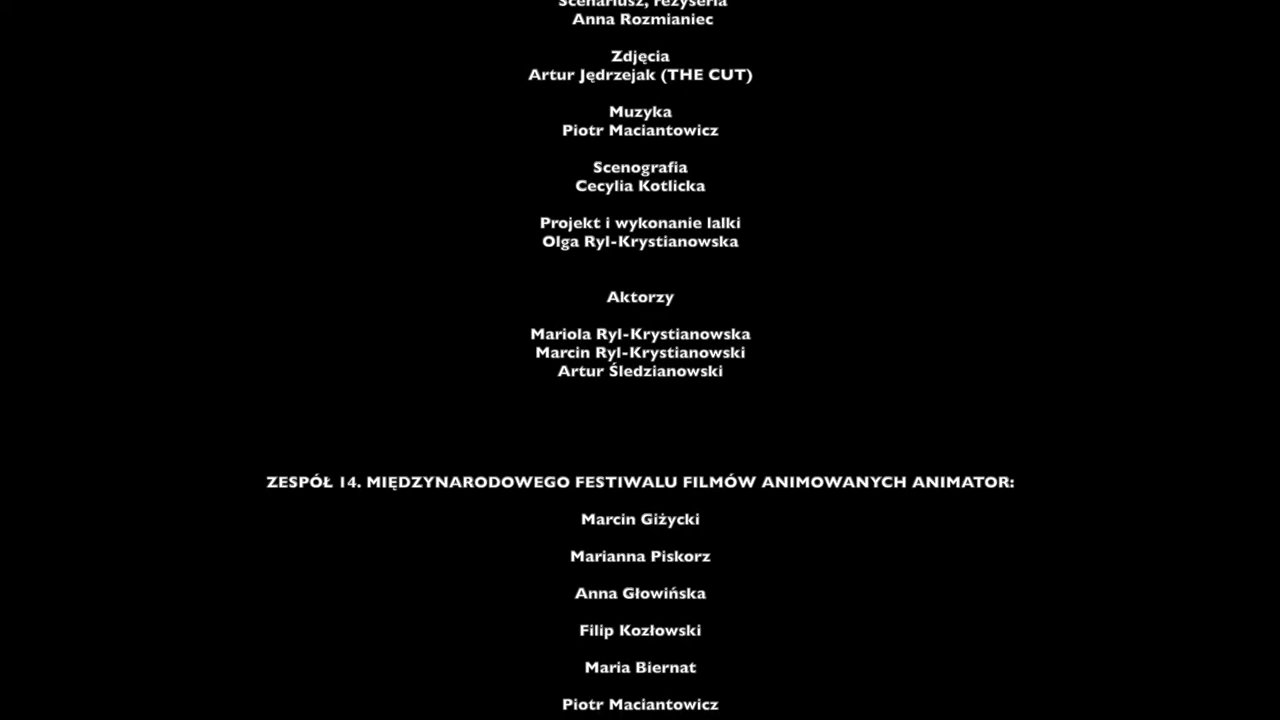 Scenariusz, reżyseria
Anna Rozmianiec
Zdjęcia
Artur Jędrzejak (THE CUT)
Muzyka
Piotr Maciantowicz
Scenografia
Cecylia Kotlicka
Projekt i wykonanie lalki
Olga Ryl-Krystianowska
Aktorzy
Mariola Ryl-Krystianowska
Marcin Ryl-Krystianowski
Artur Śledzianowski
ZESPÓŁ 14. MIĘDZYNARODOWEGO FESTIWALU FILMÓW ANIMOWANYCH ANIMATOR:
Marcin Giżycki
Marianna Piskorz
Anna Głowińska
Filip Kozłowski
Maria Biernat
Piotr Maciantowicz